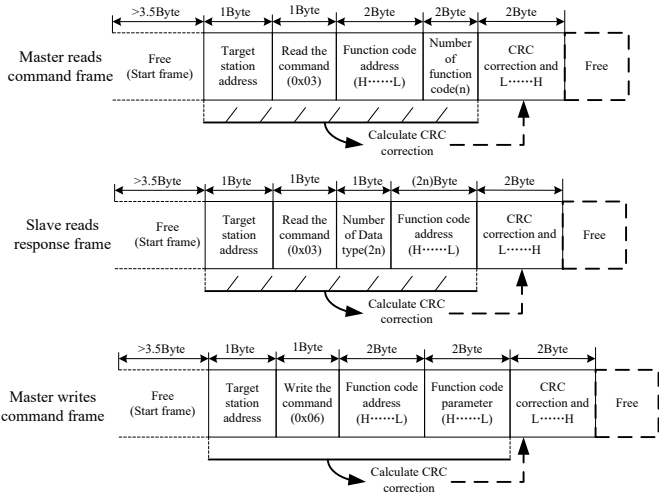 >3.5Byte 1Byte 1Byte 2Byte 2Byte 2Byte
Master reads
command frame
Free
(Start frame)
Target
station
address
Read the
command
(0x03)
Function code
address
(H······L)
Number
of
function
code(n)
CRC
correction and
L······H
Free
Calculate CRC
correction
>3.5Byte 1Byte 1Byte 1Byte (2n)Byte 2Byte
Slave reads
response frame
Free
(Start frame)
Target
station
address
Read the
command
(0x03)
Number
of Data
type(2n)
Function code
address
(H······L)
CRC
correction and
L······H
Free
Calculate CRC
correction
>3.5Byte 1Byte 1Byte 2Byte 2Byte 2Byte
Master writes
command frame
Free
(Start frame)
Target
station
address
Write the
command
(0x06)
Function code
address
(H······L)
Function code
parameter
(H······L)
CRC
correction and
L······H
Free
Calculate CRC
correction